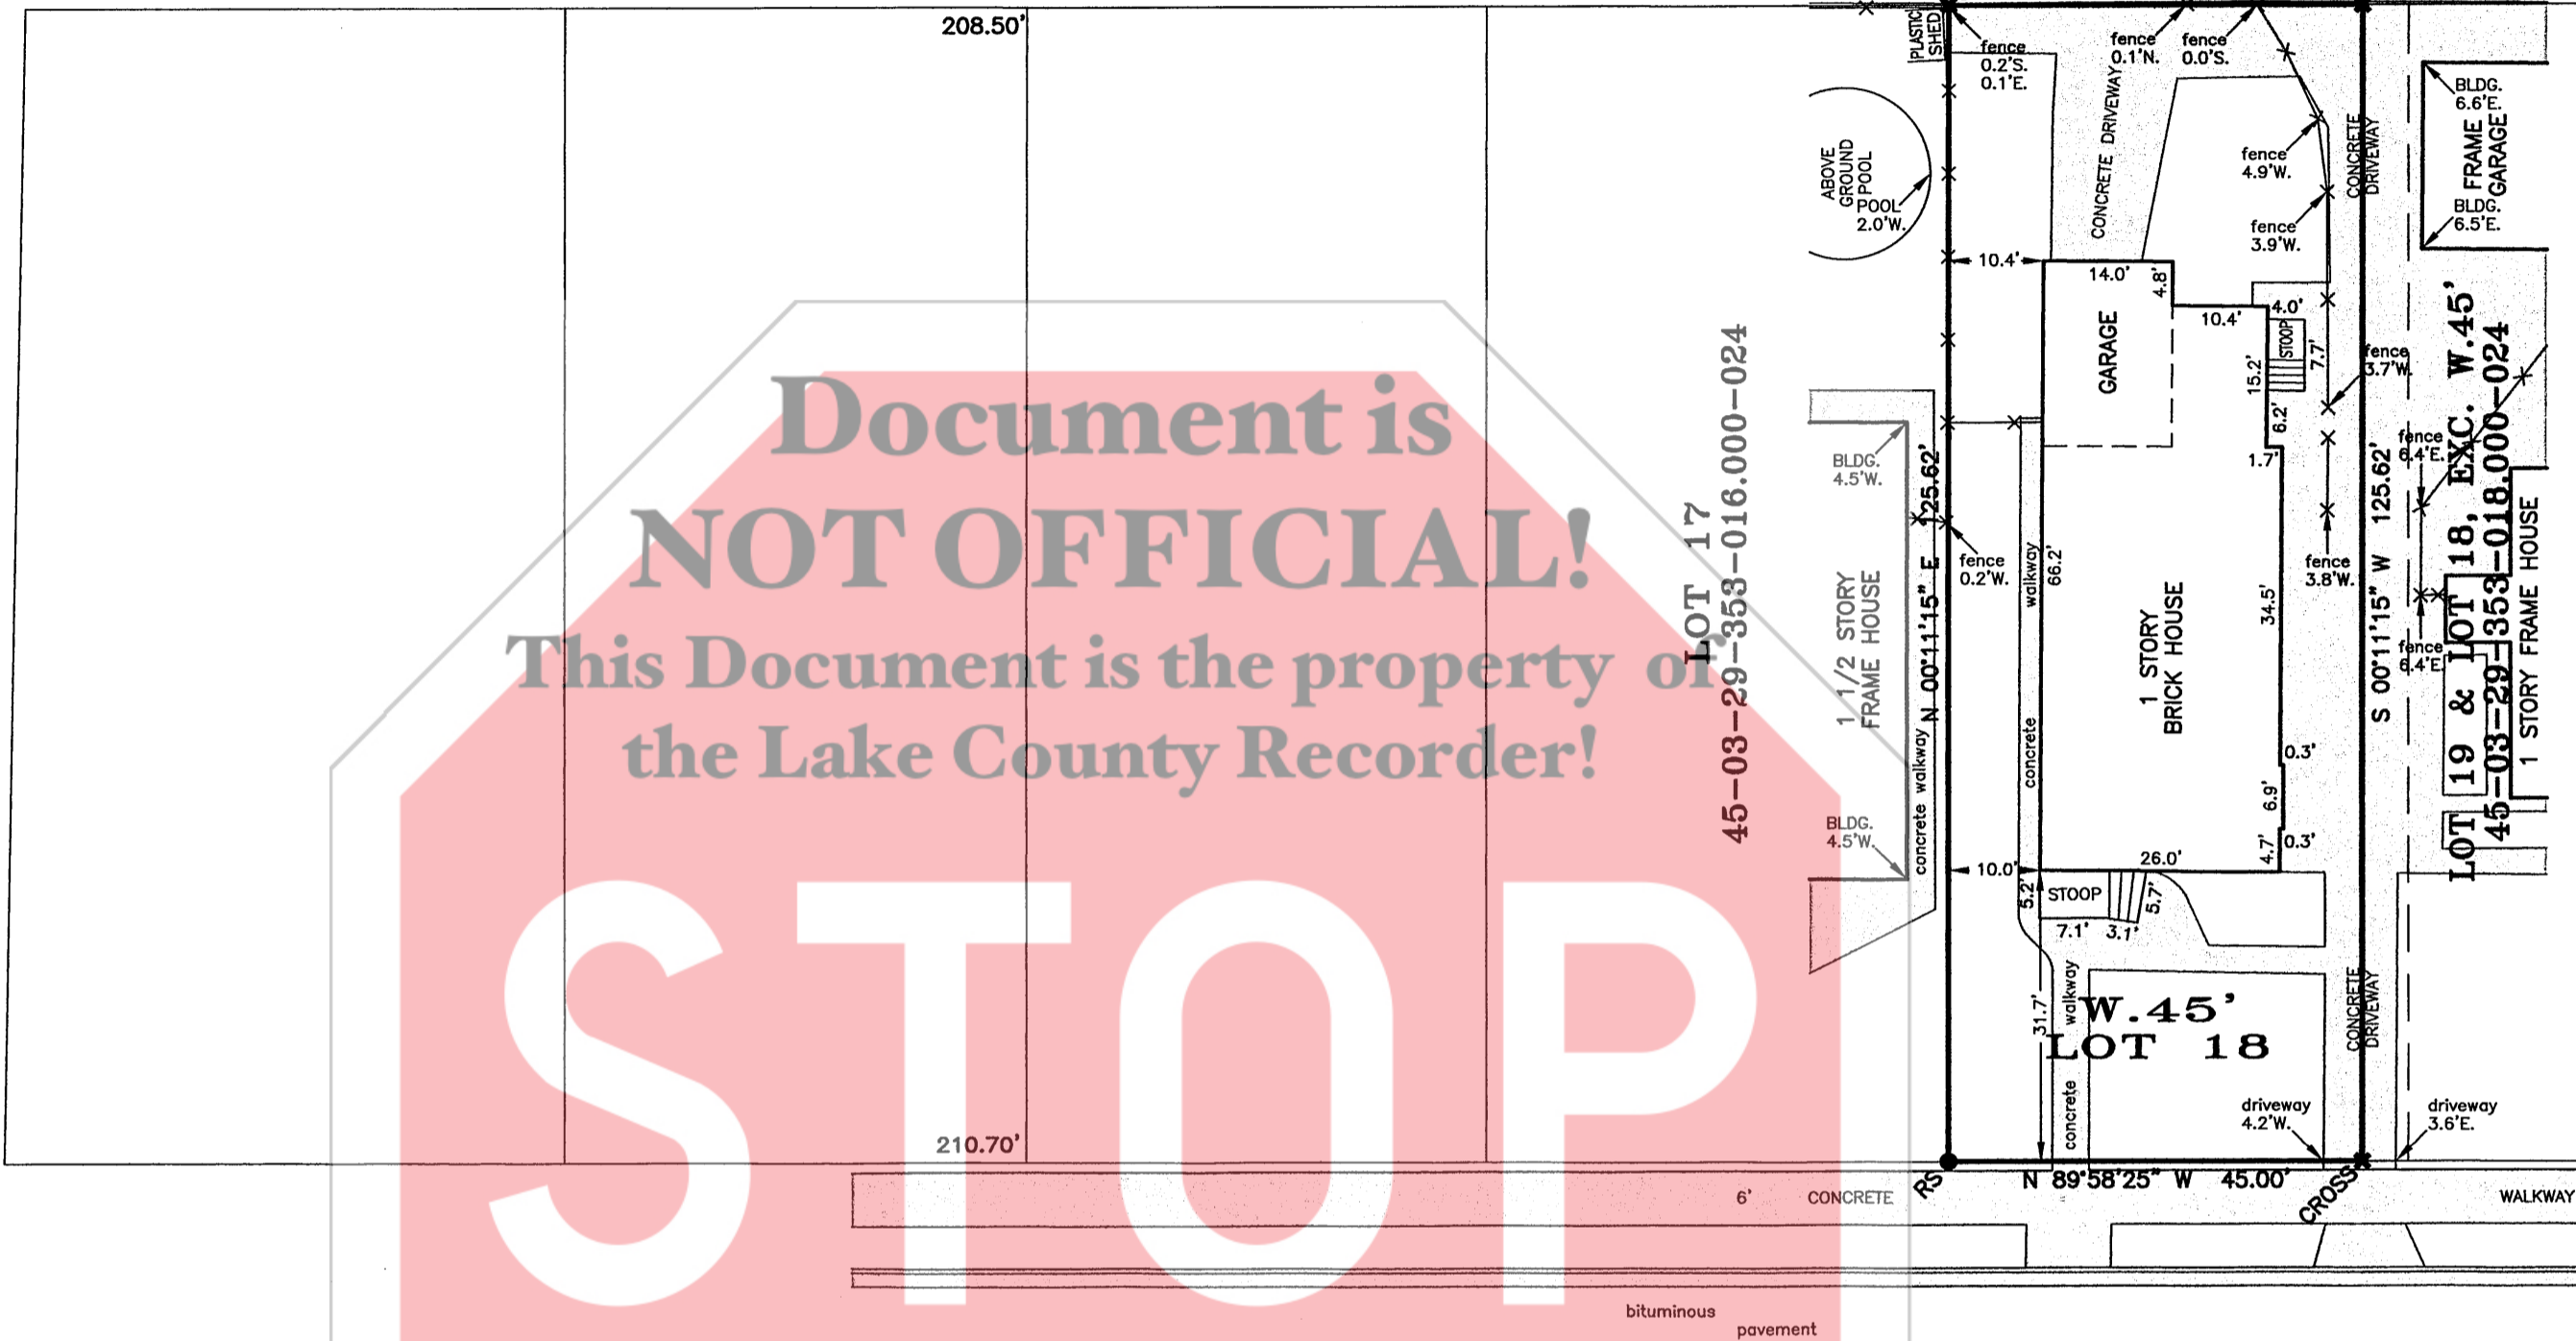 208.50'
PLASTIC
SHED
fence
0.2'S.
0.1'E.
fence
0.1'N.
fence
0.0'S.
CONCRETE DRIVEWAY
BLDG.
6.6'E.
FRAME
GARAGE
BLDG.
6.5'E.
ABOVE
GROUND
POOL
POOL
2.0'W.
fence
4.9'W.
fence
3.9'W.
CONCRETE
DRIVEWAY
10.4'
14.0'
4.8'
10.4'
4.0'
STOOP
7.7'
15.2'
6.2'
1.7'
GARAGE
fence
3.7'W.
fence
6.4'E.
LOT 19 & LOT 18, EXC. W.45'
45-03-29-353-018.000-024
1 STORY FRAME HOUSE
fence
6.4'E.
S 00°11'15" W 125.62'
fence
3.8'W.
34.5'
0.3'
6.9'
0.3'
4.7'
26.0'
1 STORY
BRICK HOUSE
66.2'
concrete walkway
fence
0.2'W.
N 00°11'15" E 125.62'
concrete walkway
BLDG.
4.5'W.
1 1/2 STORY
FRAME HOUSE
BLDG.
4.5'W.
LOT 17
45-03-29-353-016.000-024
Document is
NOT OFFICIAL!
This Document is the property of
the Lake County Recorder!
STOP
10.0'
5.2'
STOOP
5.7'
7.1'
3.1'
31.7'
concrete walkway
W.45'
LOT 18
CONCRETE
DRIVEWAY
driveway
4.2'W.
driveway
3.6'E.
210.70'
RS
N 89°58'25" W 45.00'
CROSS
6' CONCRETE WALKWAY
bituminous
pavement